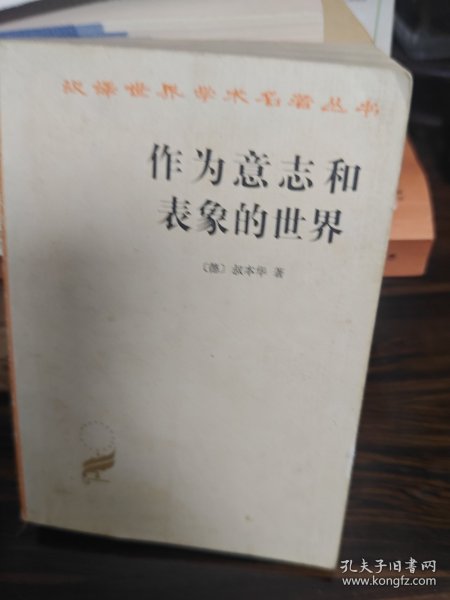 汉译世界学术名著丛书
作为意志和
表象的世界
〔德〕叔本华 著
孔夫子旧书网
www.kongfz.com